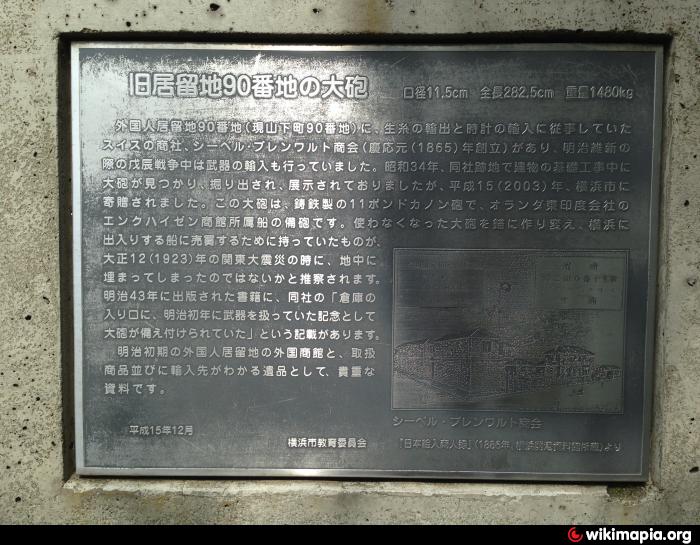 旧居留地90番地の大砲
口径11.5cm 全長282.5cm 重量1480kg
外国人居留地90番地(現山下町90番地)に、生糸の輸出と時計の輸入に従事していた
スイスの商社、シーベル・ブレンワルト商会(慶応元(1865)年創立)があり、明治維新の
際の戊辰戦争中は武器の輸入も行っていました。昭和34年、同社跡地で建物の基礎工事中に
大砲が見つかり、掘り出され、展示されておりましたが、平成15(2003)年、横浜市に
寄贈されました。この大砲は、鋳鉄製の11ポンドカノン砲で、オランダ東印度会社の
エンクハイゼン商館所属船の備砲です。使わなくなった大砲を錨に作り変え、横浜に
出入りする船に売買するために持っていたものが、
大正12(1923)年の関東大震災の時に、地中に
埋まってしまったのではないかと推察されます。
明治43年に出版された書籍に、同社の「倉庫の
入り口に、明治初年に武器を扱っていた記念として
大砲が備え付けられていた」という記載があります。
明治初期の外国人居留地の外国商館と、取扱
商品並びに輸入先がわかる遺品として、貴重な
資料です。
平成15年12月
横浜市教育委員会
シーベル・ブレンワルト商会
「日本絵入商人録」(1886年、横浜開港資料館所蔵)より
wikimapia.org